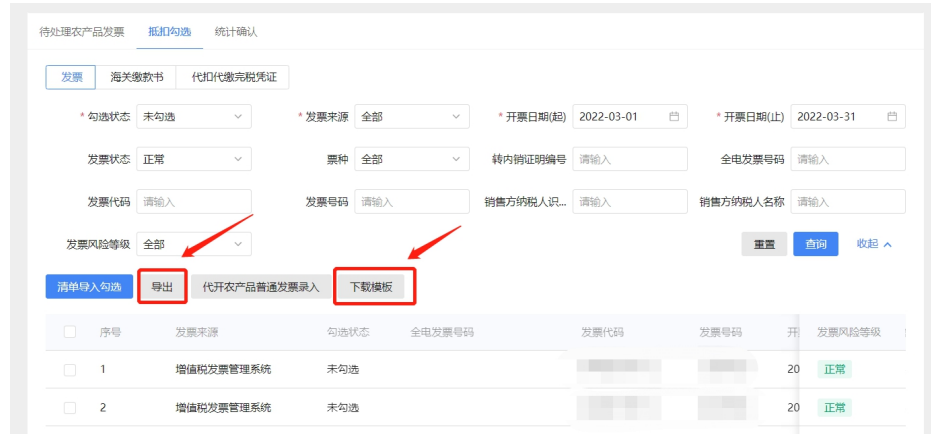 待处理农产品发票 抵扣勾选 统计确认
发票 海关缴款书 代扣代缴完税凭证
* 勾选状态 未勾选 * 发票来源 全部 * 开票日期(起) 2022-03-01 * 开票日期(止) 2022-03-31
发票状态 正常 票种 全部 转内销证明编号 请输入 全电发票号码 请输入
发票代码 请输入 发票号码 请输入 销售方纳税人识... 请输入 销售方纳税人名称 请输入
发票风险等级 全部 重置 查询 收起
清单导入勾选 导出 代开农产品普通发票录入 下载模板
序号 发票来源 勾选状态 全电发票号码 发票代码 发票号码 开 发票风险等级
1 增值税发票管理系统 未勾选 20 正常
2 增值税发票管理系统 未勾选 20 正常